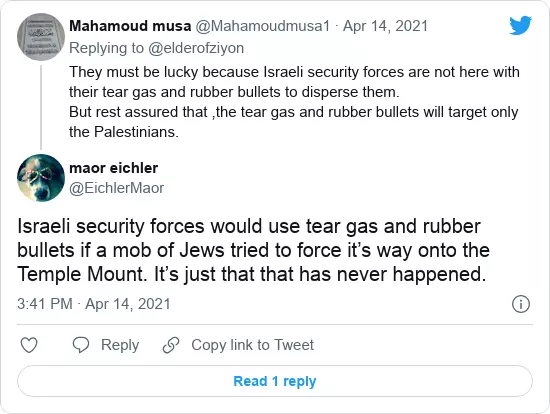 Mahamoud musa @Mahamoudmusa1 · Apr 14, 2021
Replying to @elderofziyon
They must be lucky because Israeli security forces are not here with
their tear gas and rubber bullets to disperse them.
But rest assured that ,the tear gas and rubber bullets will target only
the Palestinians.
maor eichler
@EichlerMaor
Israeli security forces would use tear gas and rubber
bullets if a mob of Jews tried to force it’s way onto the
Temple Mount. It’s just that that has never happened.
3:41 PM · Apr 14, 2021
Reply
Copy link to Tweet
Read 1 reply